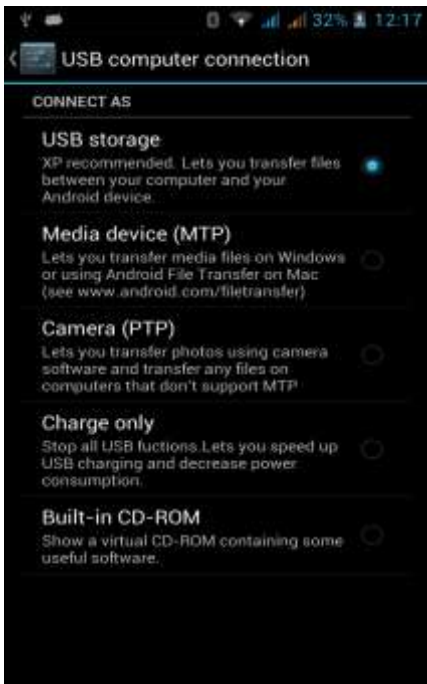 32% 12:17
USB computer connection
CONNECT AS
USB storage
XP recommended. Lets you transfer files
between your computer and your
Android device.
Media device (MTP)
Lets you transfer media files on Windows
or using Android File Transfer on Mac
(see www.android.com/filetransfer)
Camera (PTP)
Lets you transfer photos using camera
software and transfer any files on
computers that don't support MTP
Charge only
Stop all USB fuctions.Lets you speed up
USB charging and decrease power
consumption.
Built-in CD-ROM
Show a virtual CD-ROM containing some
useful software.